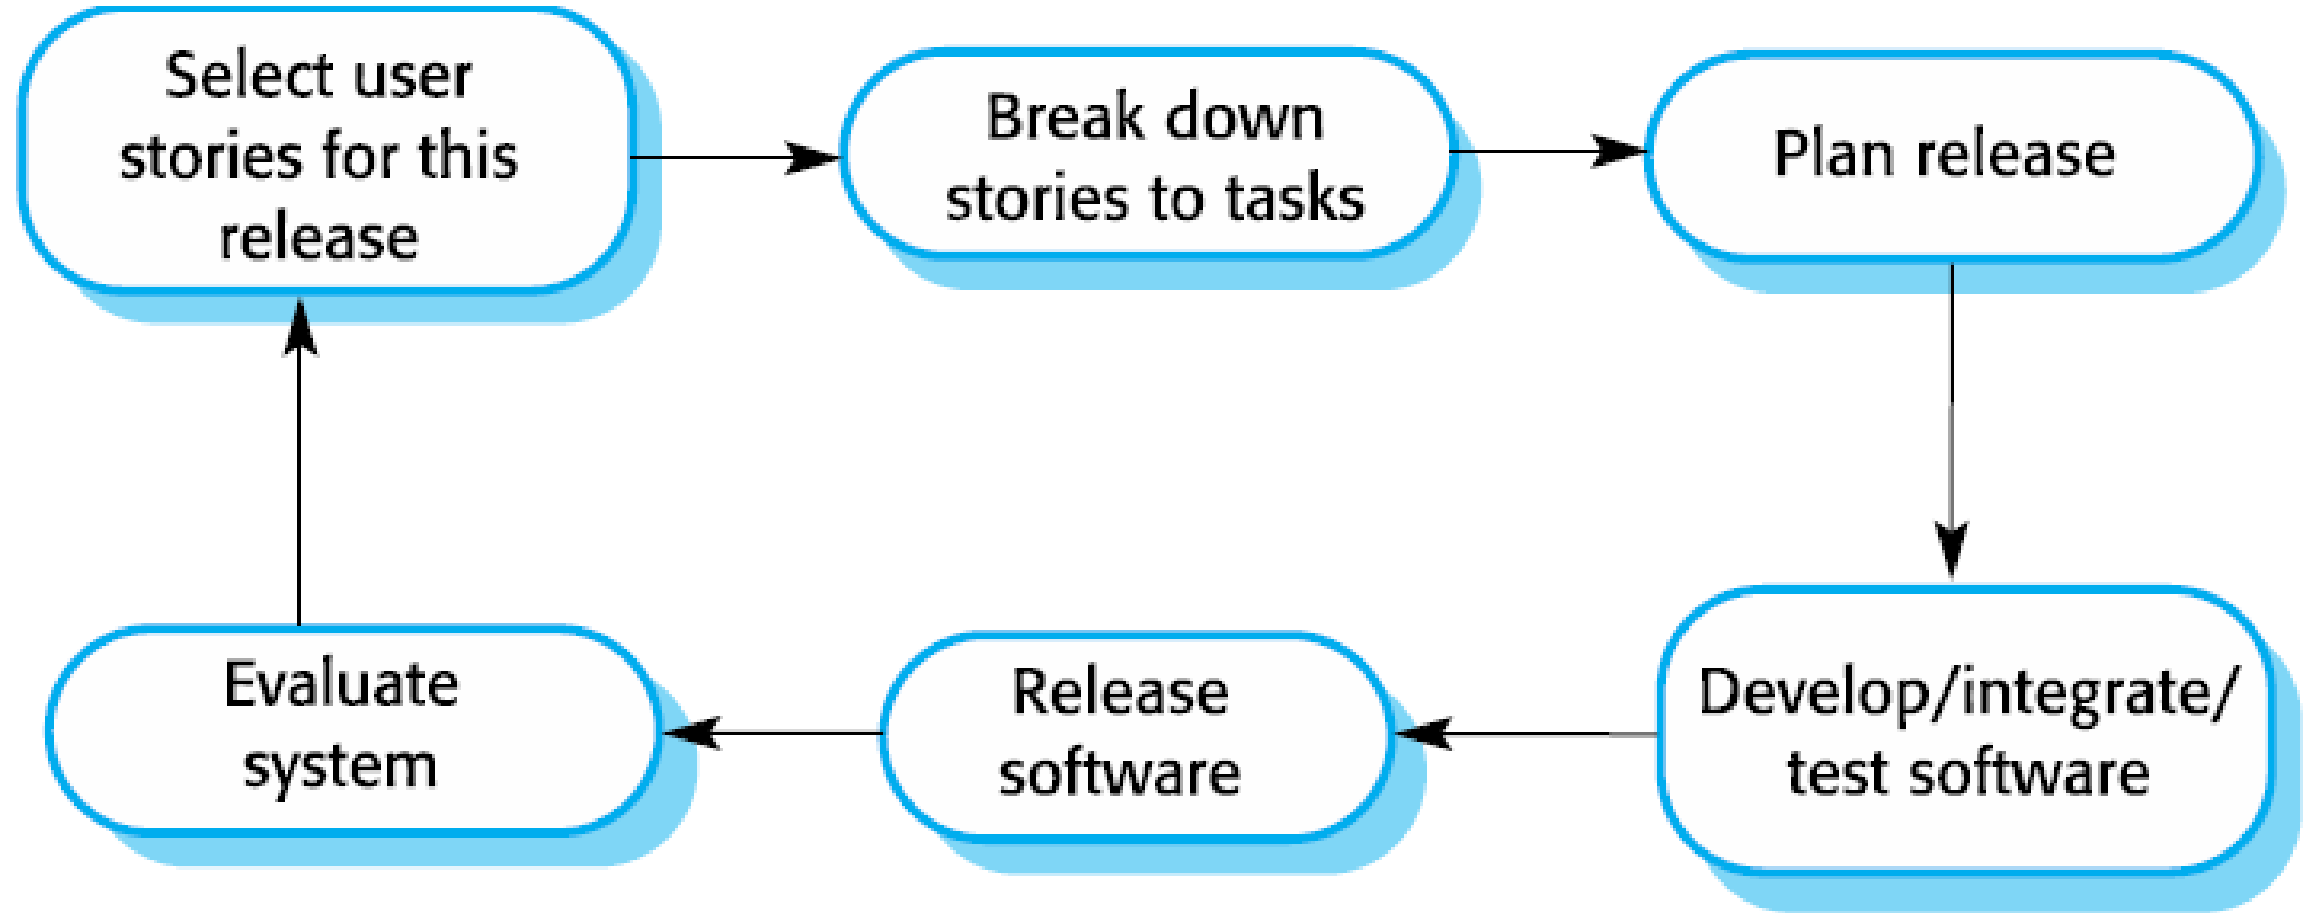 Select user
stories for this
release
Break down
stories to tasks
Plan release
Develop/integrate/
test software
Release
software
Evaluate
system